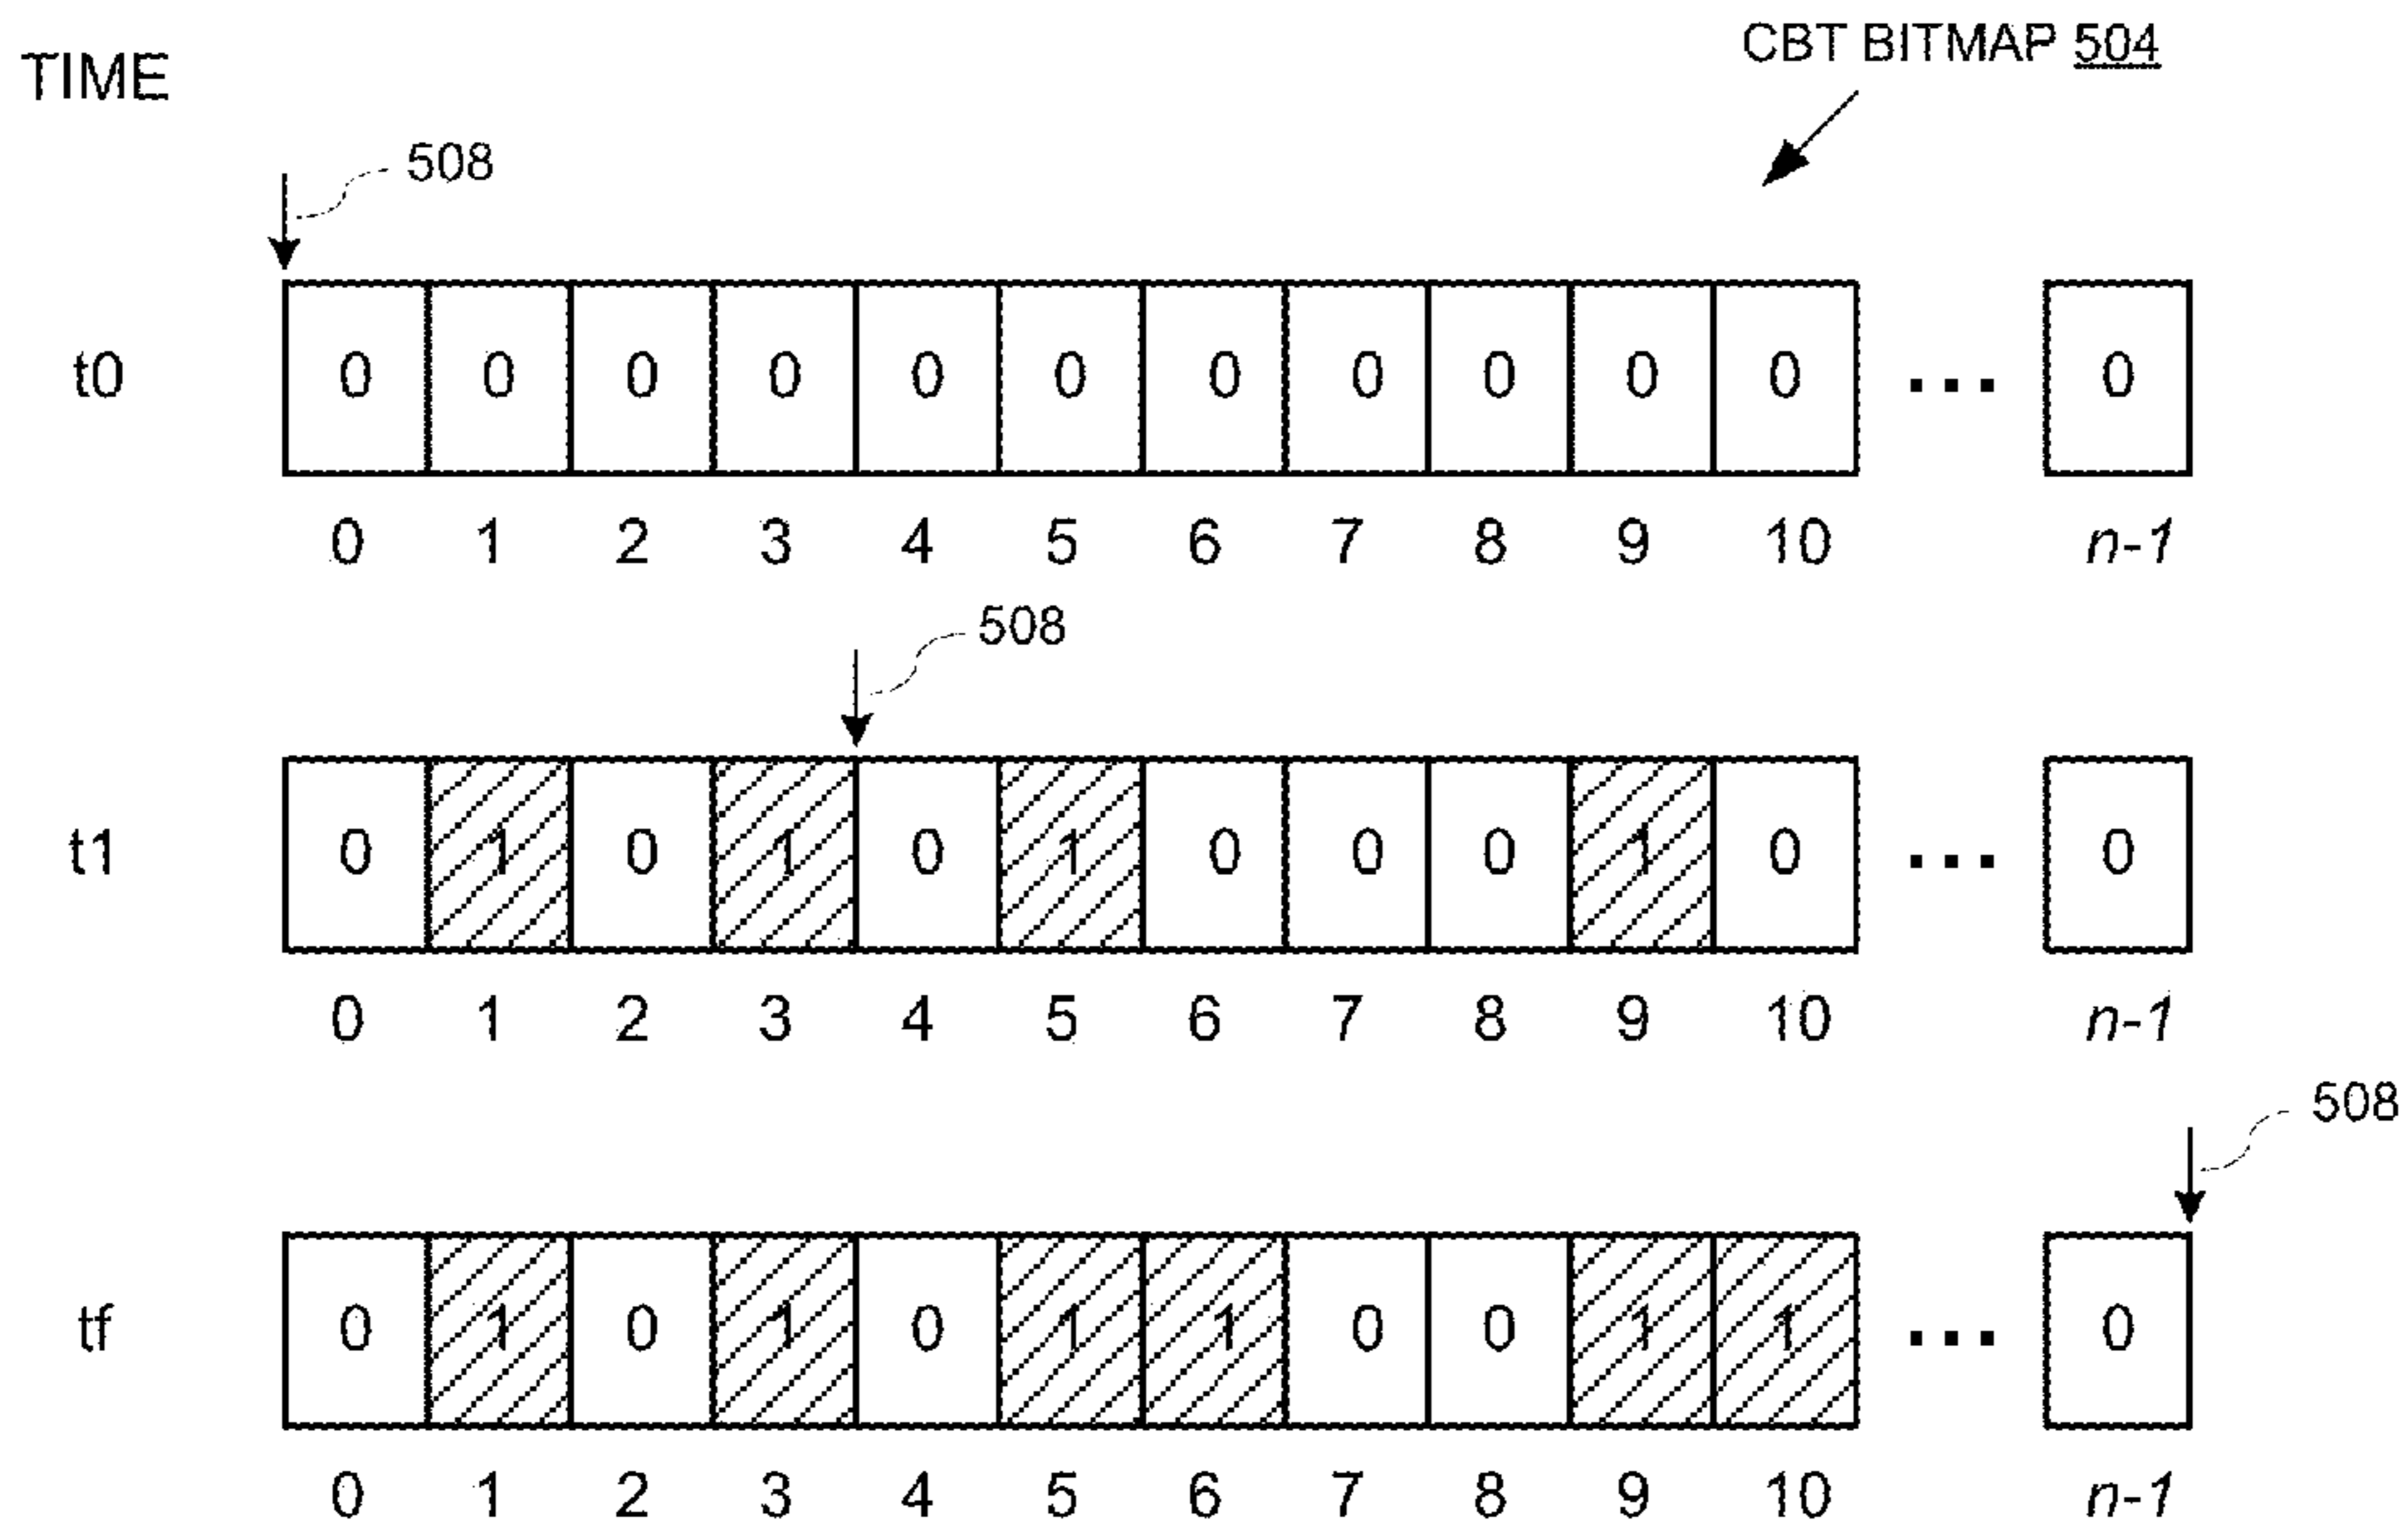 CBT BITMAP 504
TIME
508
t0 0 0 0 0 0 0 0 0 0 0 0 ... 0
0 1 2 3 4 5 6 7 8 9 10 n-1
508
t1 0 1 0 1 0 1 0 0 0 1 0 ... 0
0 1 2 3 4 5 6 7 8 9 10 n-1
508
tf 0 1 0 1 0 1 1 0 0 1 1 ... 0
0 1 2 3 4 5 6 7 8 9 10 n-1